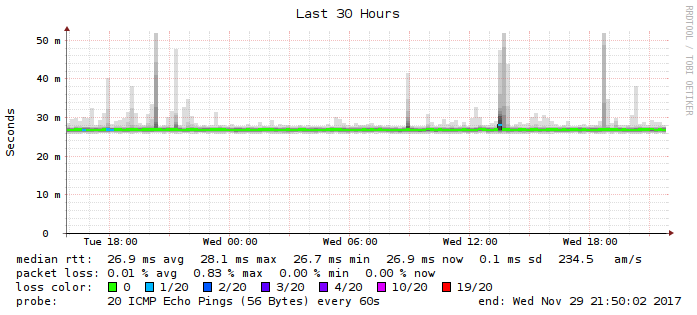 Last 30 Hours
RRDTOOL / TOBI OETIKER
Seconds
50 m
40 m
30 m
20 m
10 m
0
Tue 18:00 Wed 00:00 Wed 06:00 Wed 12:00 Wed 18:00
median rtt: 26.9 ms avg 28.1 ms max 26.7 ms min 26.9 ms now 0.1 ms sd 234.5 am/s
packet loss: 0.01 % avg 0.83 % max 0.00 % min 0.00 % now
loss color: 0 1/20 2/20 3/20 4/20 10/20 19/20
probe: 20 ICMP Echo Pings (56 Bytes) every 60s end: Wed Nov 29 21:50:02 2017